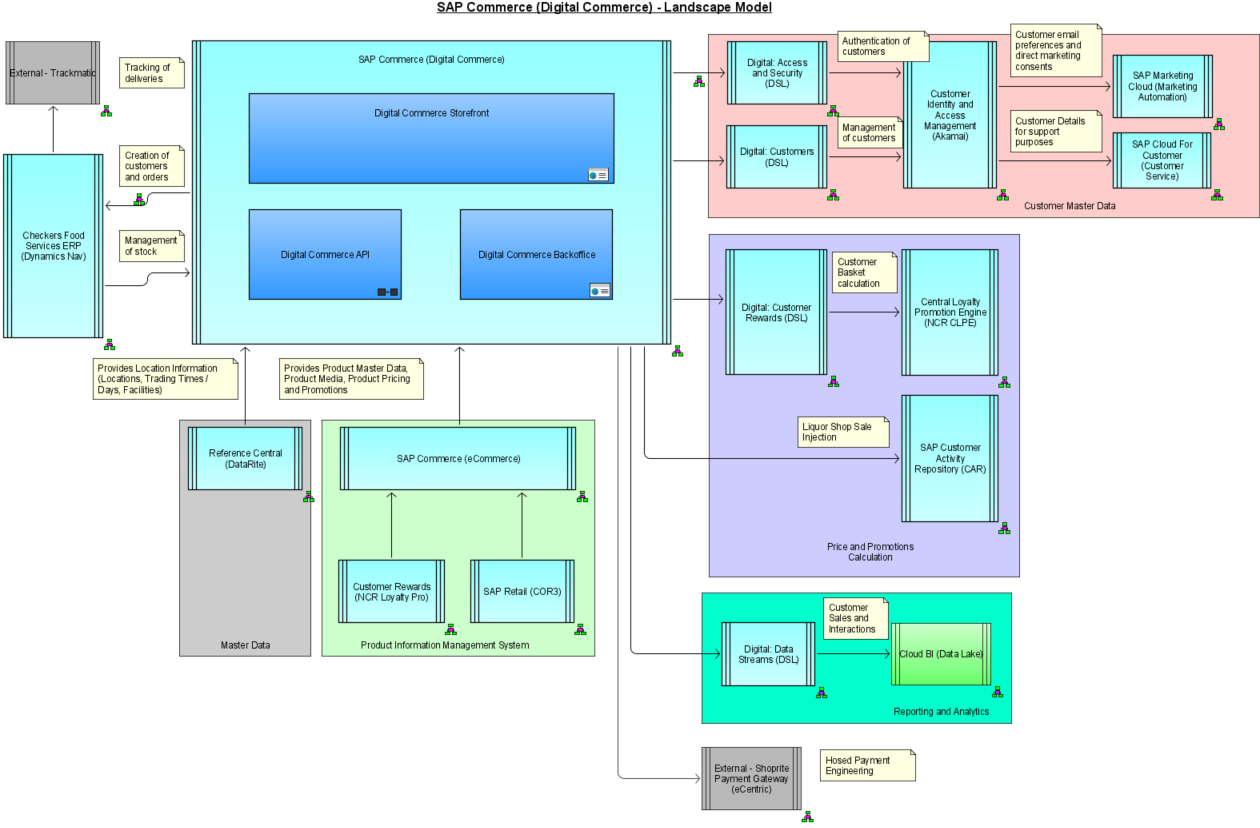 SAP Commerce (Digital Commerce) - Landscape Model
External - Trackmatic
Tracking of
deliveries
Creation of
customers
and orders
Checkers Food
Services ERP
(Dynamics Nav)
Management
of stock
SAP Commerce (Digital Commerce)
Digital Commerce Storefront
Digital Commerce API
Digital Commerce Backoffice
Digital: Access
and Security
(DSL)
Authentication of
customers
Digital: Customers
(DSL)
Management
of customers
Customer
Identity and
Access
Management
(Akamai)
Customer email
preferences and
direct marketing
consents
SAP Marketing
Cloud (Marketing
Automation)
Customer Details
for support
purposes
SAP Cloud For
Customer
(Customer
Service)
Customer Master Data
Digital: Customer
Rewards (DSL)
Customer
Basket
calculation
Central Loyalty
Promotion Engine
(NCR CLPE)
Liquor Shop Sale
Injection
SAP Customer
Activity
Repository (CAR)
Price and Promotions
Calculation
Provides Location Information
(Locations, Trading Times /
Days, Facilities)
Provides Product Master Data,
Product Media, Product Pricing
and Promotions
Reference Central
(DataRite)
Master Data
SAP Commerce (eCommerce)
Customer Rewards
(NCR Loyalty Pro)
SAP Retail (COR3)
Product Information Management System
Digital: Data
Streams (DSL)
Customer
Sales and
Interactions
Cloud BI (Data Lake)
Reporting and Analytics
External - Shoprite
Payment Gateway
(eCentric)
Hosed Payment
Engineering